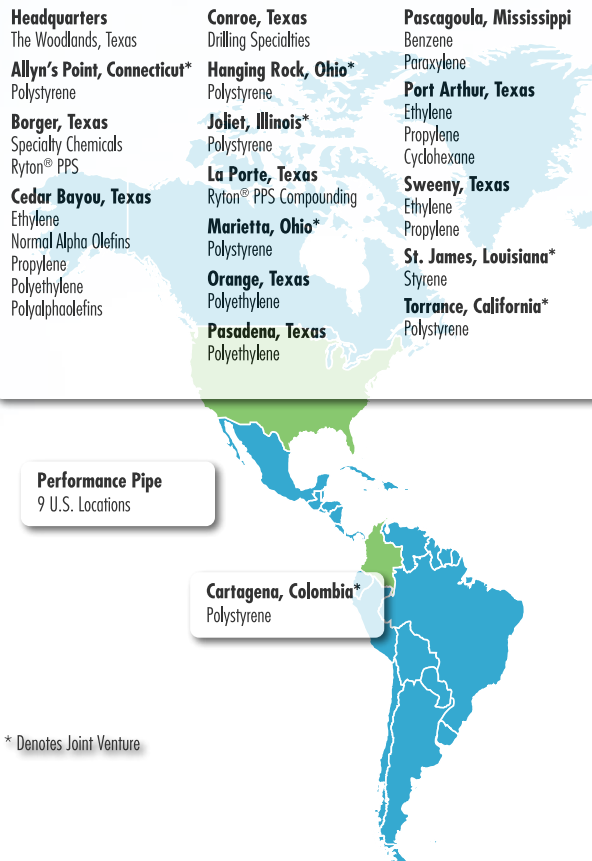 Headquarters
The Woodlands, Texas
Allyn's Point, Connecticut*
Polystyrene
Borger, Texas
Specialty Chemicals
Ryton® PPS
Cedar Bayou, Texas
Ethylene
Normal Alpha Olefins
Propylene
Polyethylene
Polyalphaolefins
Conroe, Texas
Drilling Specialties
Hanging Rock, Ohio*
Polystyrene
Joliet, Illinois*
Polystyrene
La Porte, Texas
Ryton® PPS Compounding
Marietta, Ohio*
Polystyrene
Orange, Texas
Polyethylene
Pasadena, Texas
Polyethylene
Pascagoula, Mississippi
Benzene
Paraxylene
Port Arthur, Texas
Ethylene
Propylene
Cyclohexane
Sweeny, Texas
Ethylene
Propylene
St. James, Louisiana*
Styrene
Torrance, California*
Polystyrene
Performance Pipe
9 U.S. Locations
Cartagena, Colombia*
Polystyrene
* Denotes Joint Venture